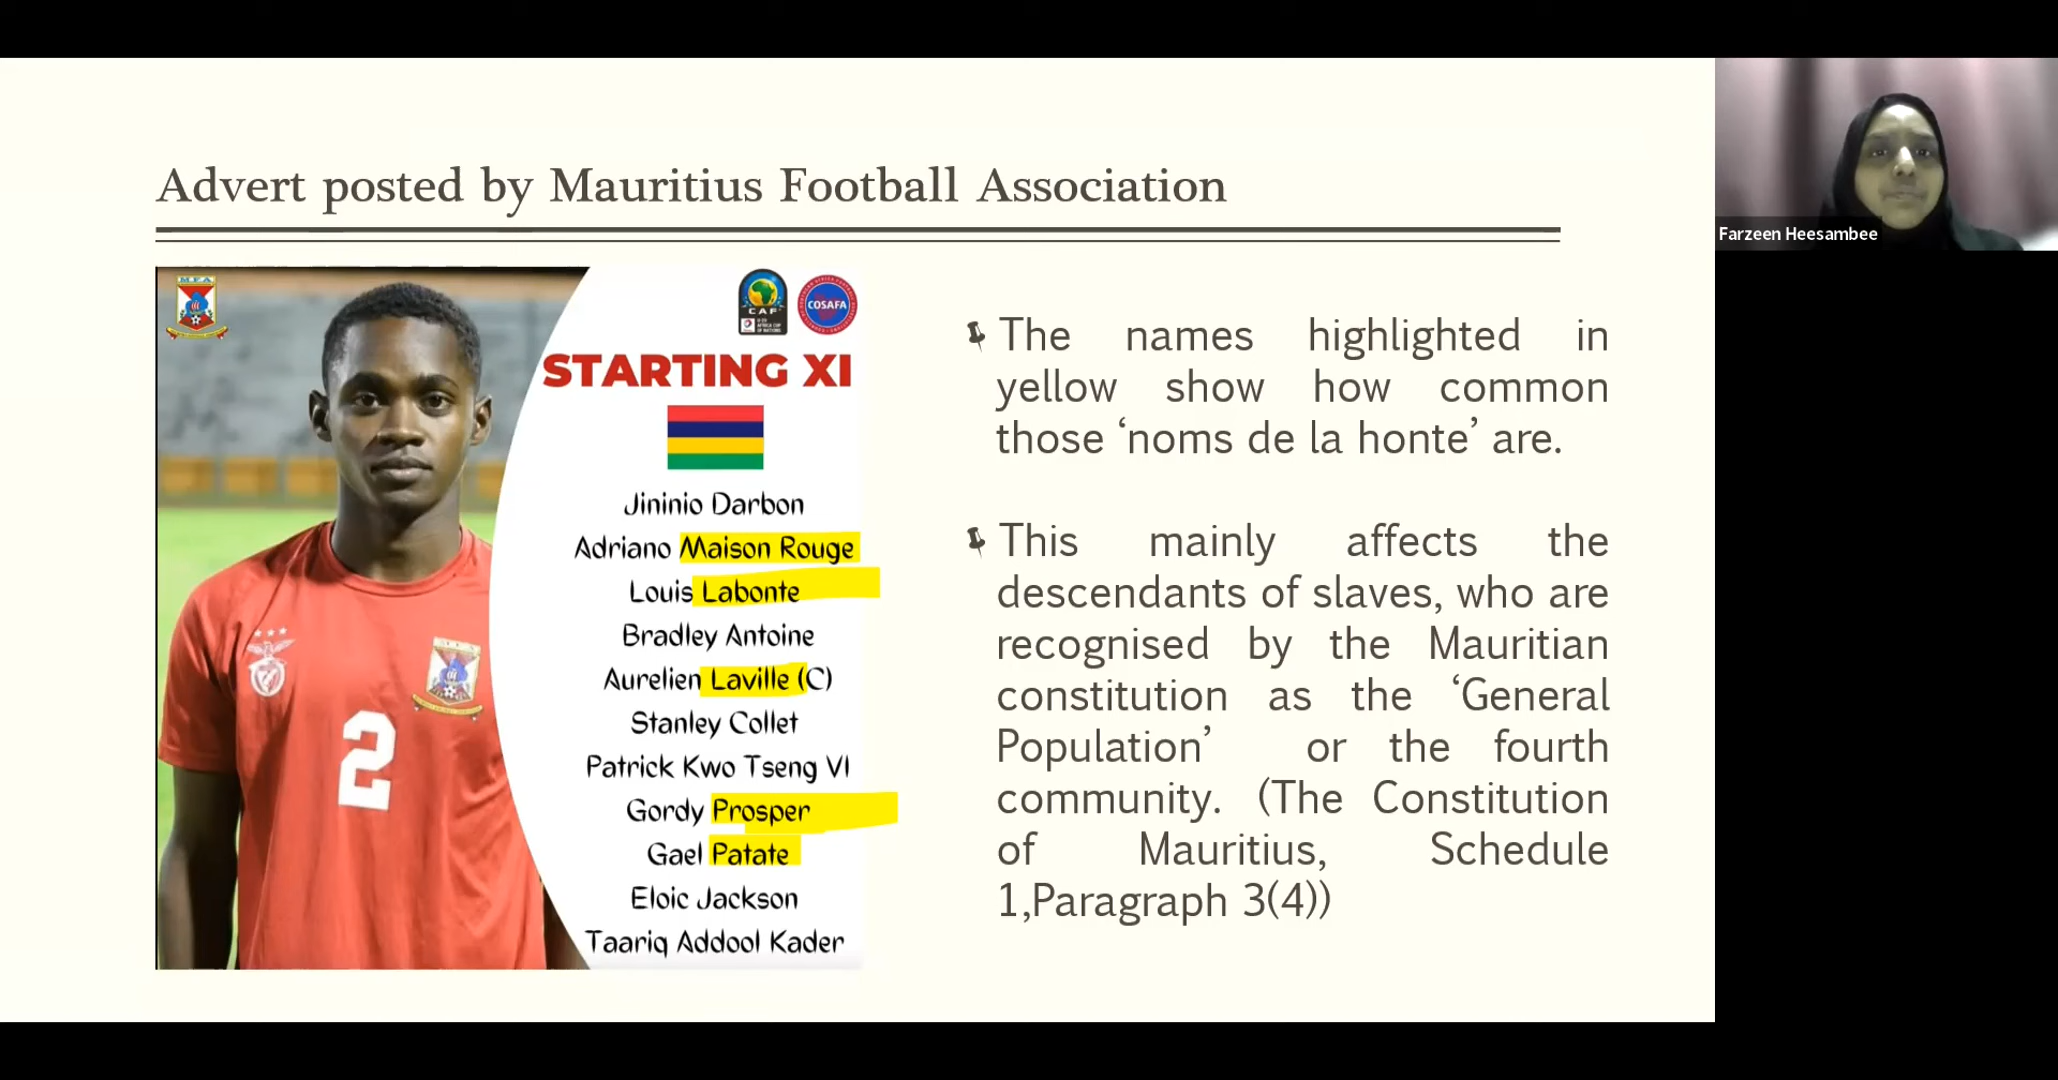 Advert posted by Mauritius Football Association
MFA
CAF
COSAFA
STARTING XI
2
Jininio Darbon
Adriano Maison Rouge
Louis Labonte
Bradley Antoine
Aurelien Laville (C)
Stanley Collet
Patrick Kwo Tseng VI
Gordy Prosper
Gael Patate
Eloic Jackson
Taariq Addool Kader
The names highlighted in
yellow show how common
those ‘noms de la honte’ are.
This mainly affects the
descendants of slaves, who are
recognised by the Mauritian
constitution as the ‘General
Population’ or the fourth
community. (The Constitution
of Mauritius, Schedule
1,Paragraph 3(4))
Farzeen Heesambee